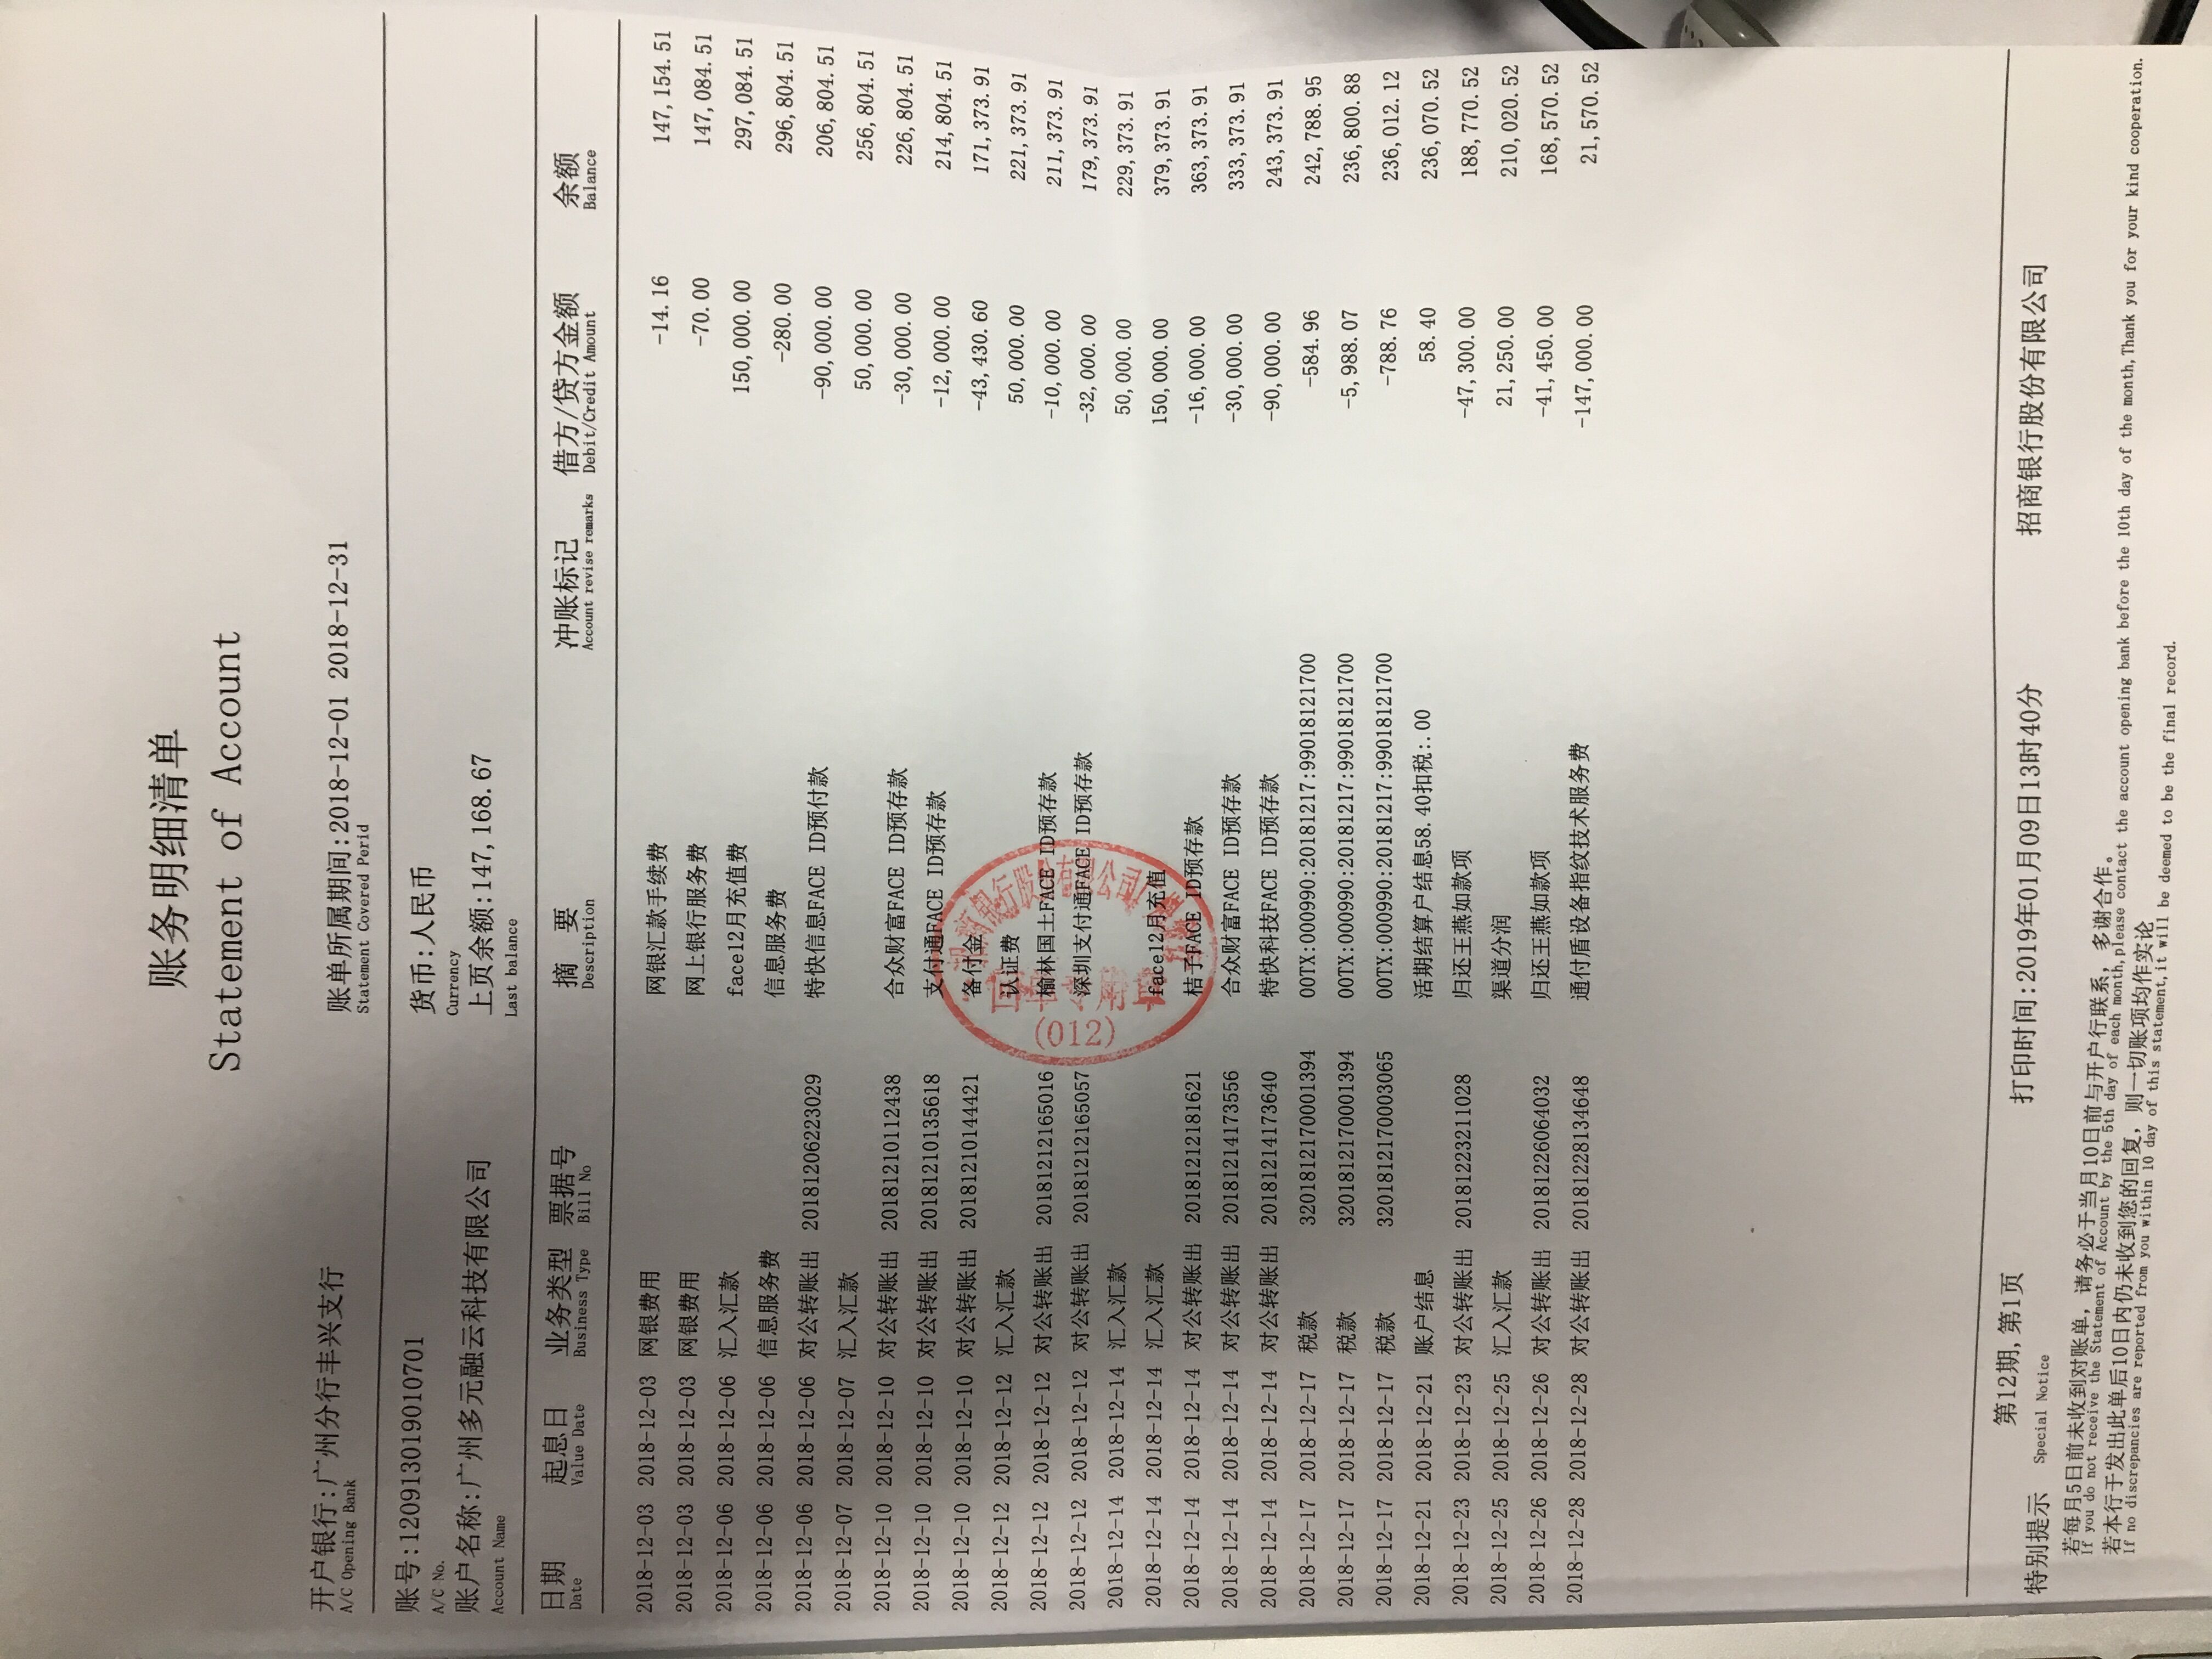 账务明细清单
Statement of Account
开户银行:广州分行丰兴支行 账单所属期间:2018-12-01 2018-12-31
A/C Opening Bank Statement Covered Perid
账号:120913019010701 货币:人民币
A/C No. Currency
账户名称:广州多元融云科技有限公司 上页余额:147,168.67
Account Name Last balance
日期 起息日 业务类型 票据号 摘 要 冲账标记 借方/贷方金额 余额
Date Value Date Business Type Bill No Description Account revise remarks Debit/Credit Amount Balance
2018-12-03 2018-12-03 网银费用 网银汇款手续费 -14.16 147,154.51
2018-12-03 2018-12-03 网银费用 网上银行服务费 -70.00 147,084.51
2018-12-06 2018-12-06 汇入汇款 face12月充值费 150,000.00 297,084.51
2018-12-06 2018-12-06 信息服务费 信息服务费 -280.00 296,804.51
2018-12-06 2018-12-06 对公转账出 20181206223029 特快信息FACE ID预付款 -90,000.00 206,804.51
2018-12-07 2018-12-07 汇入汇款 50,000.00 256,804.51
2018-12-10 2018-12-10 对公转账出 20181210112438 合众财富FACE ID预存款 -30,000.00 226,804.51
2018-12-10 2018-12-10 对公转账出 20181210135618 支付通FACE ID预存款 -12,000.00 214,804.51
2018-12-10 2018-12-10 对公转账出 20181210144421 备付金 -43,430.60 171,373.91
2018-12-12 2018-12-12 汇入汇款 认证费 50,000.00 221,373.91
2018-12-12 2018-12-12 对公转账出 20181212165016 榆林国土FACE ID预存款 -10,000.00 211,373.91
2018-12-12 2018-12-12 对公转账出 20181212165057 深圳支付通FACE ID预存款 -32,000.00 179,373.91
2018-12-14 2018-12-14 汇入汇款 50,000.00 229,373.91
2018-12-14 2018-12-14 汇入汇款 face12月充值 150,000.00 379,373.91
2018-12-14 2018-12-14 对公转账出 20181212181621 桔子FACE ID预存款 -16,000.00 363,373.91
2018-12-14 2018-12-14 对公转账出 20181214173556 合众财富FACE ID预存款 -30,000.00 333,373.91
2018-12-14 2018-12-14 对公转账出 20181214173640 特快科技FACE ID预存款 -90,000.00 243,373.91
2018-12-17 2018-12-17 税款 3201812170001394 00TX:000990:20181217:99018121700 -584.96 242,788.95
2018-12-17 2018-12-17 税款 3201812170001394 00TX:000990:20181217:99018121700 -5,988.07 236,800.88
2018-12-17 2018-12-17 税款 3201812170003065 00TX:000990:20181217:99018121700 -788.76 236,012.12
2018-12-21 2018-12-21 账户结息 活期结算户结息58.40扣税:.00 58.40 236,070.52
2018-12-23 2018-12-23 对公转账出 20181223211028 归还王燕如款项 -47,300.00 188,770.52
2018-12-25 2018-12-25 汇入汇款 渠道分润 21,250.00 210,020.52
2018-12-26 2018-12-26 对公转账出 20181226064032 归还王燕如款项 -41,450.00 168,570.52
2018-12-28 2018-12-28 对公转账出 20181228134648 通付盾设备指纹技术服务费 -147,000.00 21,570.52
(012)
第12期,第1页 打印时间:2019年01月09日13时40分 招商银行股份有限公司
特别提示 Special Notice
若每月5日前未收到对账单，请务必于当月10日前与开户行联系，多谢合作。
If you do not receive the Statement of Account by the 5th day of each month,please contact the account opening bank before the 10th day of the month,Thank you for your kind cooperation.
若本行于发出此单后10日内仍未收到您的回复，则一切账项均作实论
If no discrepancies are reported from you within 10 day of this statement,it will be deemed to be the final record.